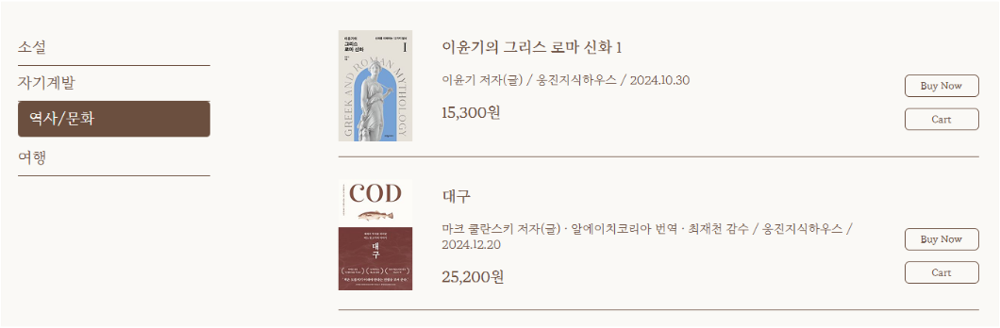 소설
자기계발
역사/문화
여행
이윤기의
그리스
로마 신화
I
GREEK AND ROMAN MYTHOLOGY
이윤기의 그리스 로마 신화 1
이윤기 저자(글) / 웅진지식하우스 / 2024.10.30
15,300원
Buy Now
Cart
COD
대구
대구
마크 쿨란스키 저자(글) · 알에이치코리아 번역 · 최재천 감수 / 웅진지식하우스 /
2024.12.20
25,200원
Buy Now
Cart